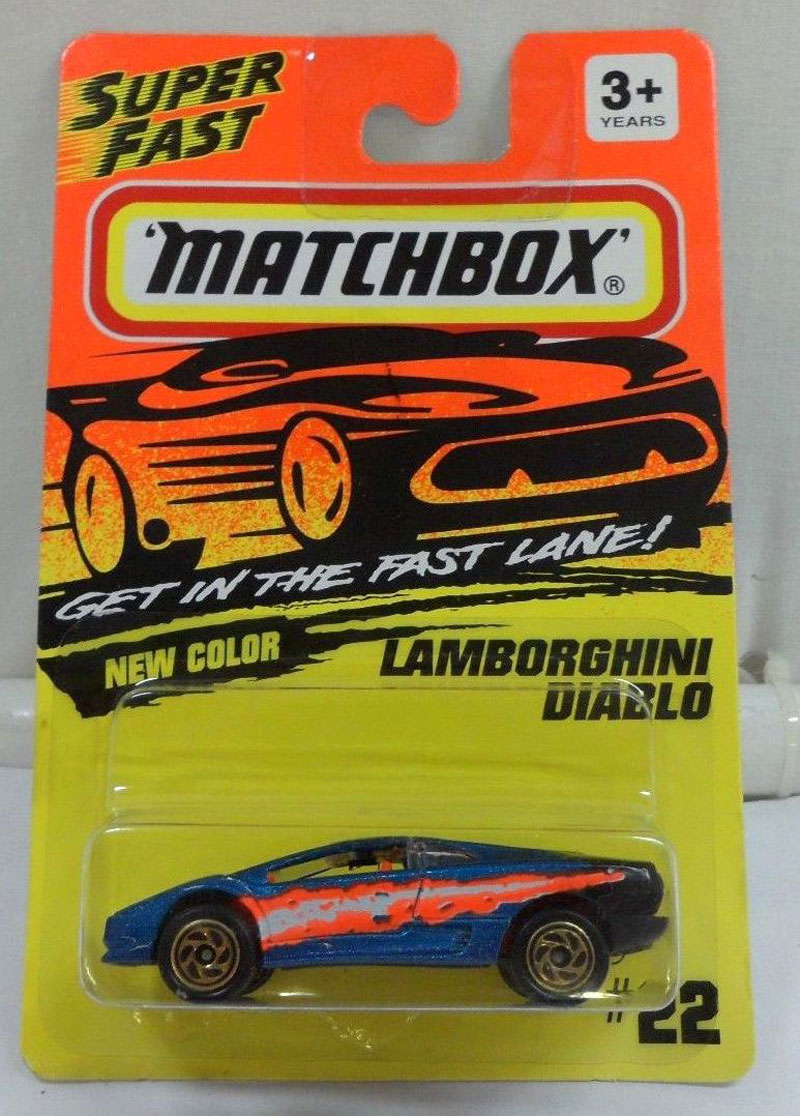 SUPER
FAST
3+
YEARS
'MATCHBOX'®
GET IN THE FAST LANE!
NEW COLOR
LAMBORGHINI
DIABLO
#22